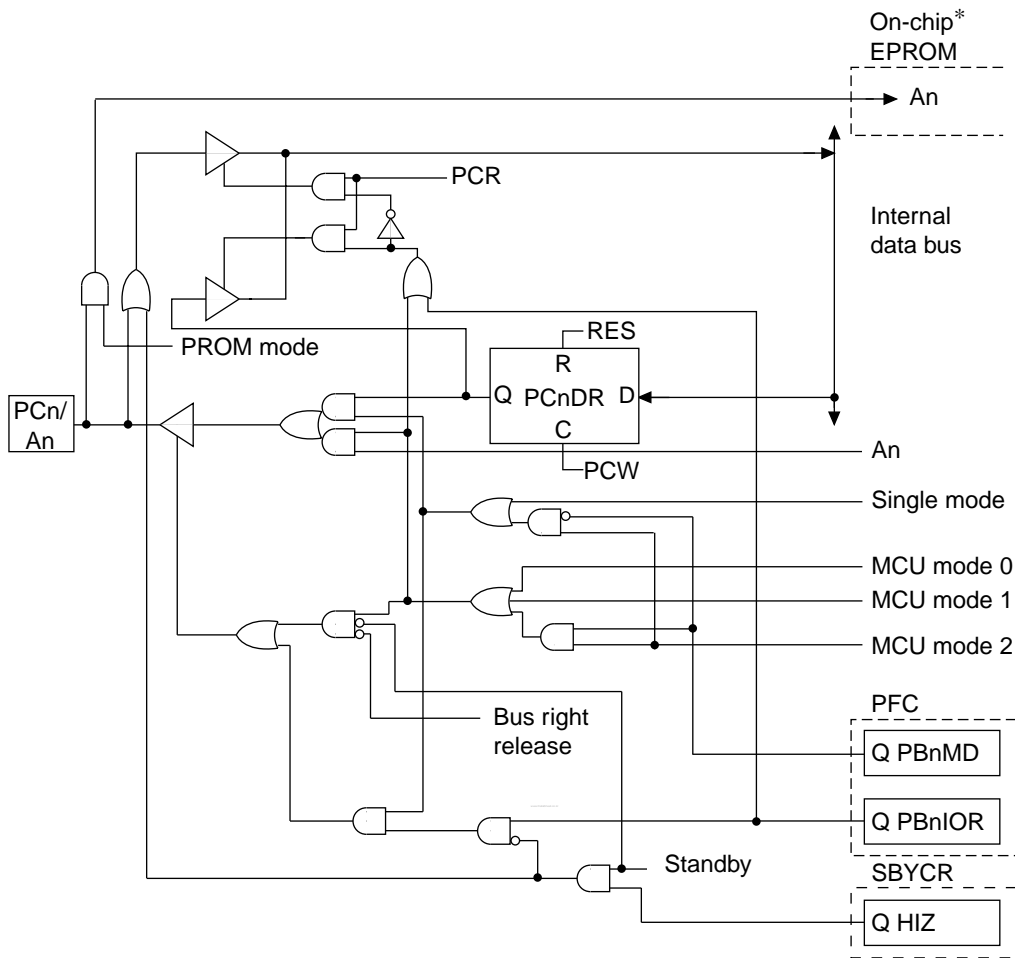 On-chip*
EPROM
An
PCR
Internal
data bus
PROM mode
RES
R
Q PCnDR D
C
PCn/
An
PCW
An
Single mode
MCU mode 0
MCU mode 1
MCU mode 2
Bus right
release
PFC
Q PBnMD
Q PBnIOR
Standby
SBYCR
Q HIZ